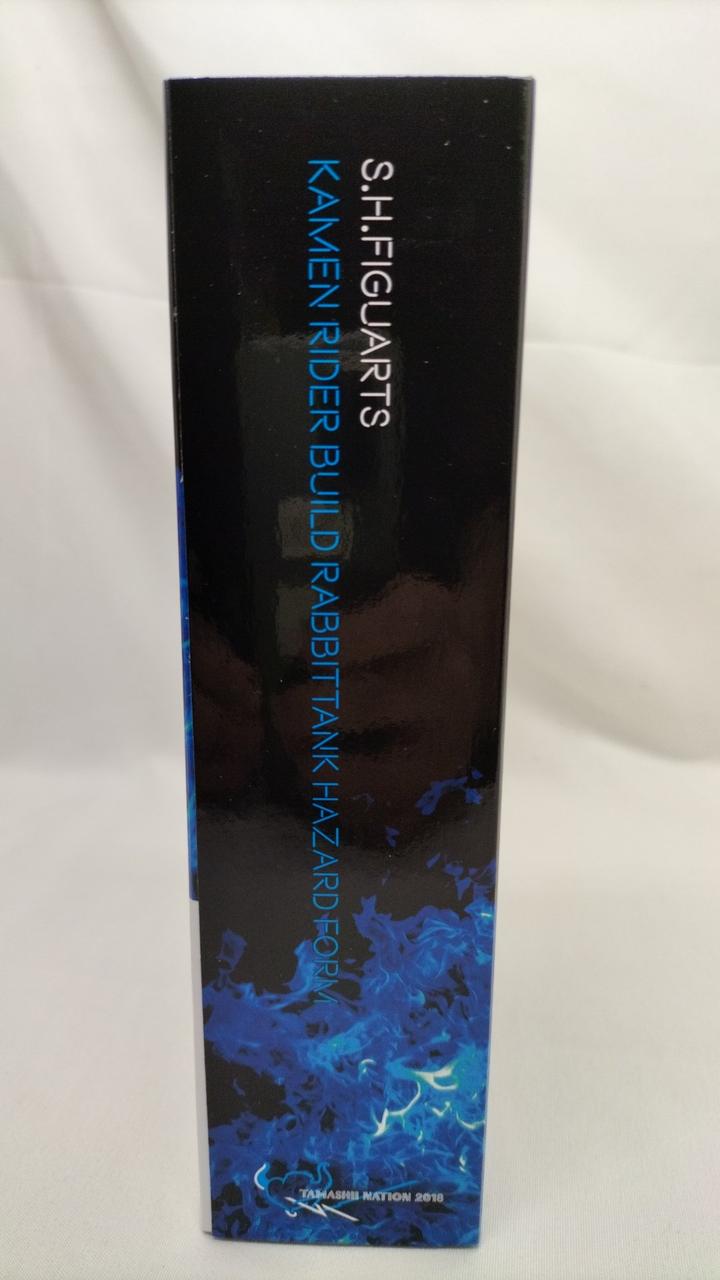 S.H.FIGUARTS
KAMEN RIDER BUILD RABBITTANK HAZARD FORM
TAMASHII NATION 2018